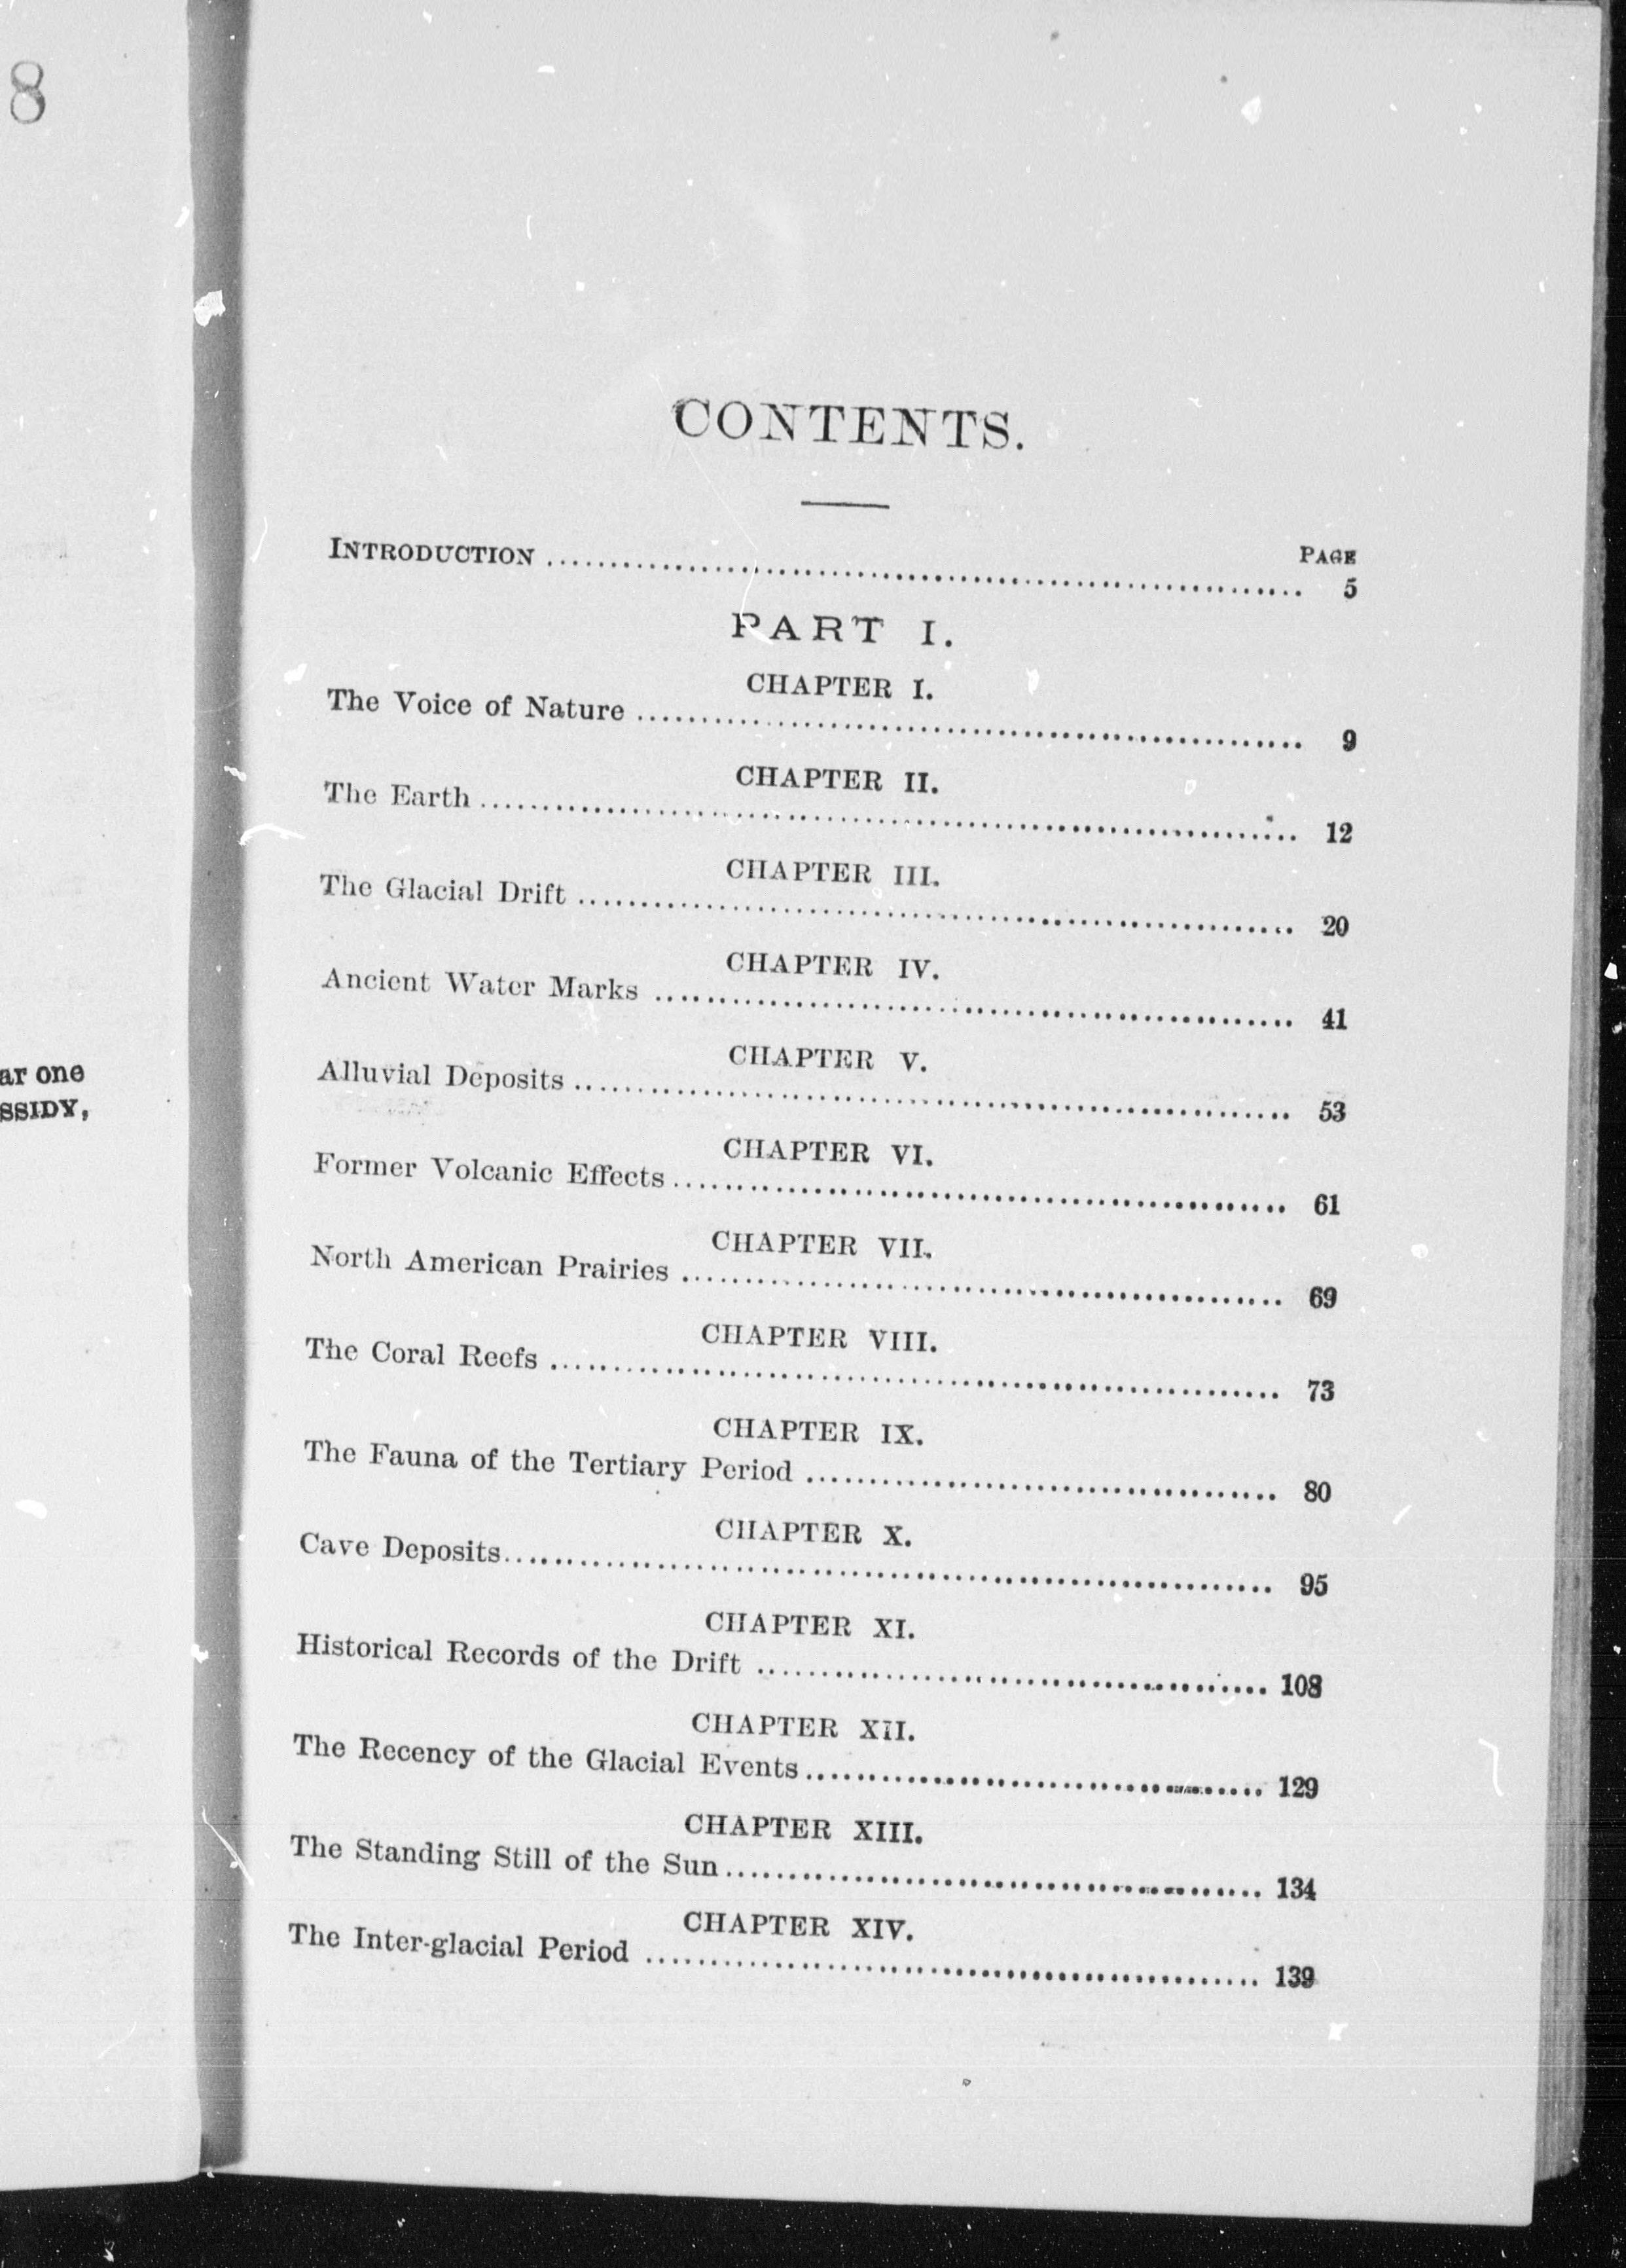 8
ar one
SSIDY,
CONTENTS.
PAGE
INTRODUCTION ........ 5
PART I.
CHAPTER I.
The Voice of Nature ........ 9
CHAPTER II.
The Earth ........ 12
CHAPTER III.
The Glacial Drift ........ 20
CHAPTER IV.
Ancient Water Marks ........ 41
CHAPTER V.
Alluvial Deposits ........ 53
CHAPTER VI.
Former Volcanic Effects ........ 61
CHAPTER VII.
North American Prairies ........ 69
CHAPTER VIII.
The Coral Reefs ........ 73
CHAPTER IX.
The Fauna of the Tertiary Period ........ 80
CHAPTER X.
Cave Deposits ........ 95
CHAPTER XI.
Historical Records of the Drift ........ 108
CHAPTER XII.
The Recency of the Glacial Events ........ 129
CHAPTER XIII.
The Standing Still of the Sun ........ 134
CHAPTER XIV.
The Inter-glacial Period ........ 139